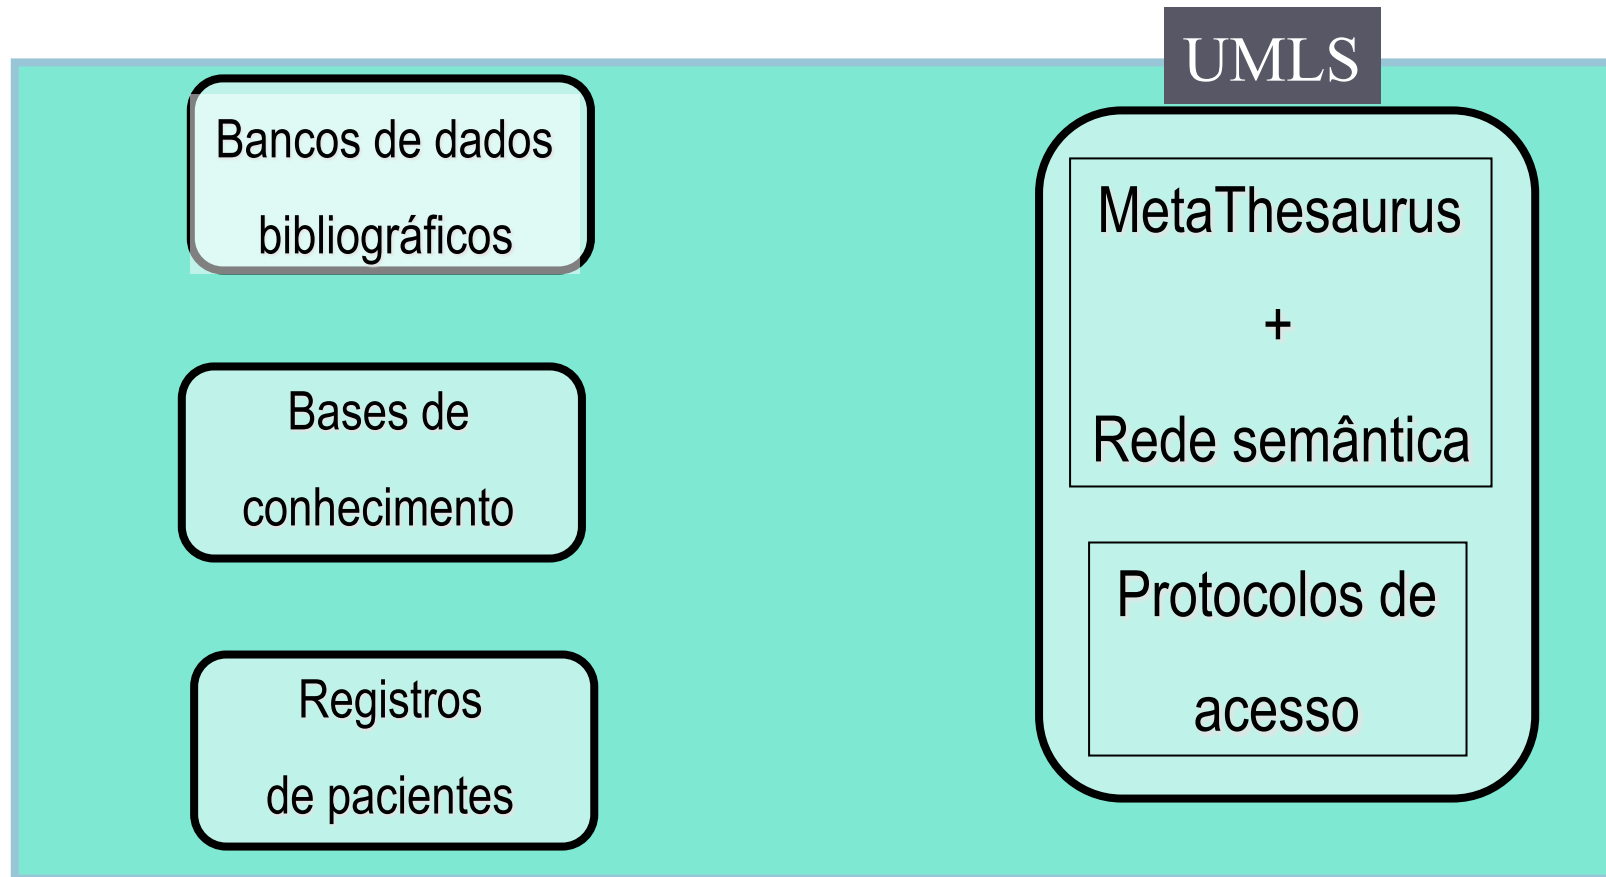 UMLS
Bancos de dados
bibliográficos
Bases de
conhecimento
Registros
de pacientes
MetaThesaurus
+
Rede semântica
Protocolos de
acesso